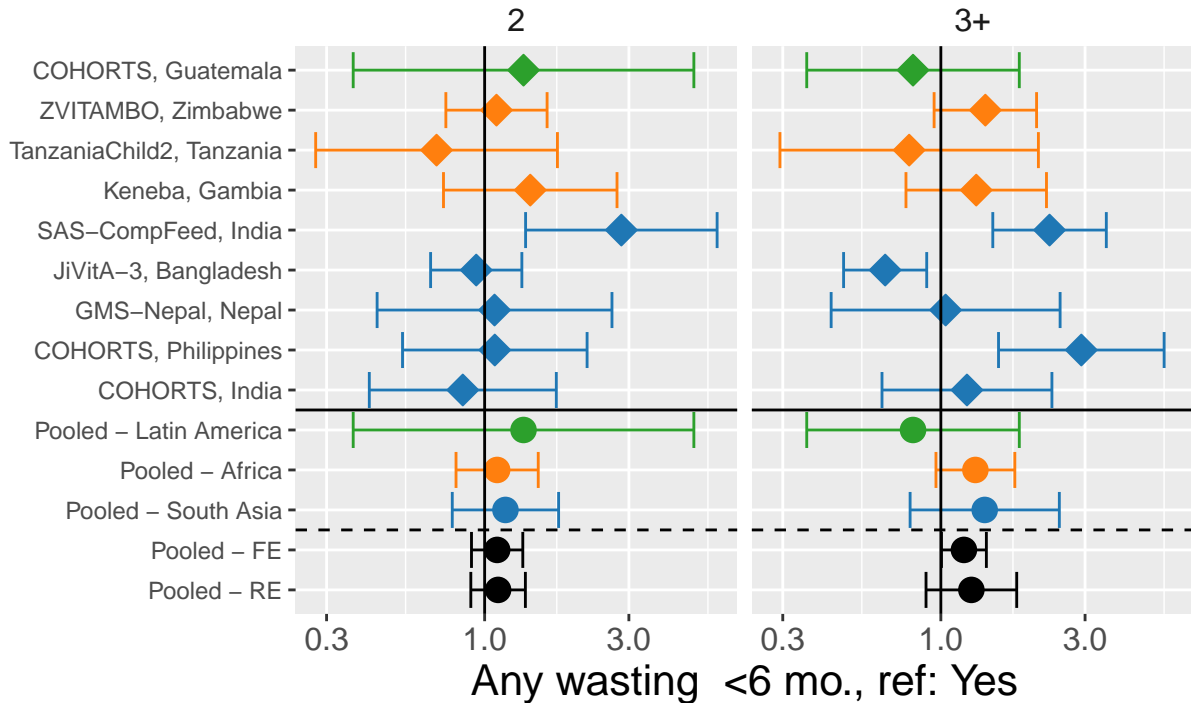 2 3+
COHORTS, Guatemala
ZVITAMBO, Zimbabwe
TanzaniaChild2, Tanzania
Keneba, Gambia
SAS−CompFeed, India
JiVitA−3, Bangladesh
GMS−Nepal, Nepal
COHORTS, Philippines
COHORTS, India
Pooled − Latin America
Pooled − Africa
Pooled − South Asia
Pooled − FE
Pooled − RE
0.3 1.0 3.0 0.3 1.0 3.0
Any wasting  <6 mo., ref: Yes